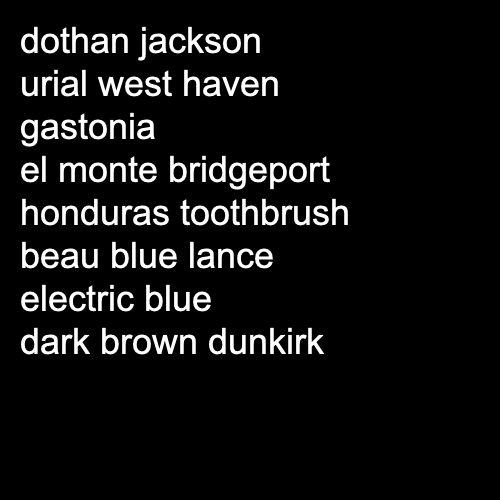 dothan jackson
urial west haven
gastonia
el monte bridgeport
honduras toothbrush
beau blue lance
electric blue
dark brown dunkirk